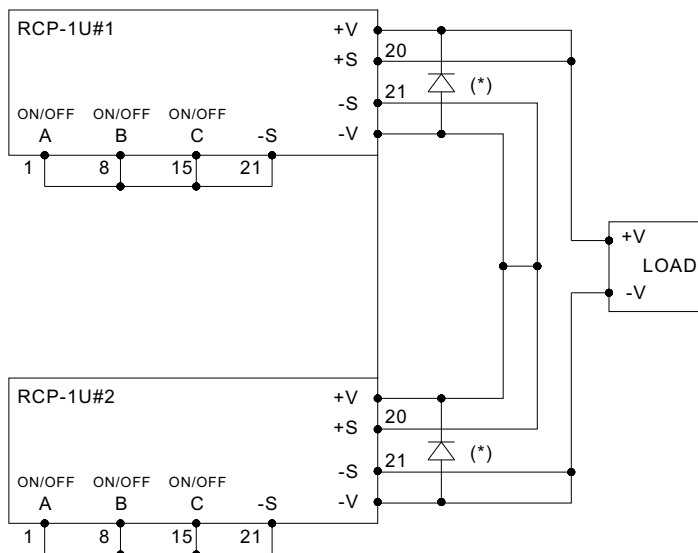 RCP-1U#1
+V
+S 20
21 (*)
-S
ON/OFF ON/OFF ON/OFF
A B C -S -V
1 8 15 21
+V
LOAD
-V
RCP-1U#2
+V
+S 20
21 (*)
-S
ON/OFF ON/OFF ON/OFF
A B C -S -V
1 8 15 21